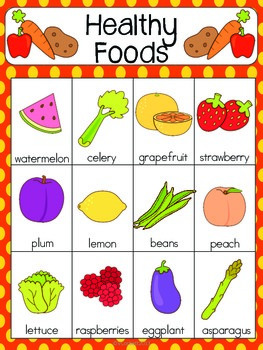 Healthy
Foods
watermelon celery grapefruit strawberry
plum lemon beans peach
lettuce raspberries eggplant asparagus